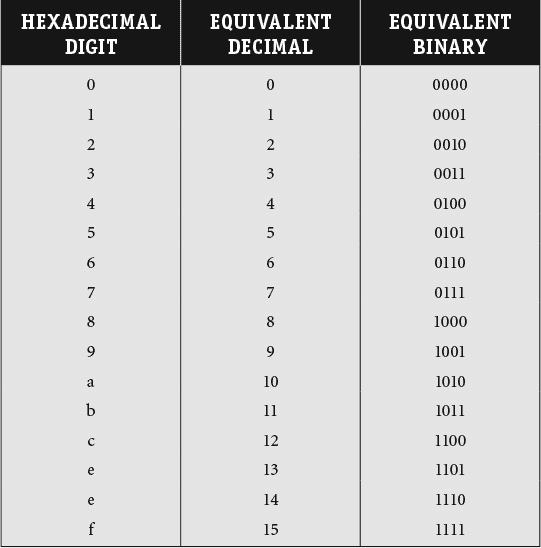 HEXADECIMAL DIGIT EQUIVALENT DECIMAL EQUIVALENT BINARY
0 0 0000
1 1 0001
2 2 0010
3 3 0011
4 4 0100
5 5 0101
6 6 0110
7 7 0111
8 8 1000
9 9 1001
a 10 1010
b 11 1011
c 12 1100
e 13 1101
e 14 1110
f 15 1111